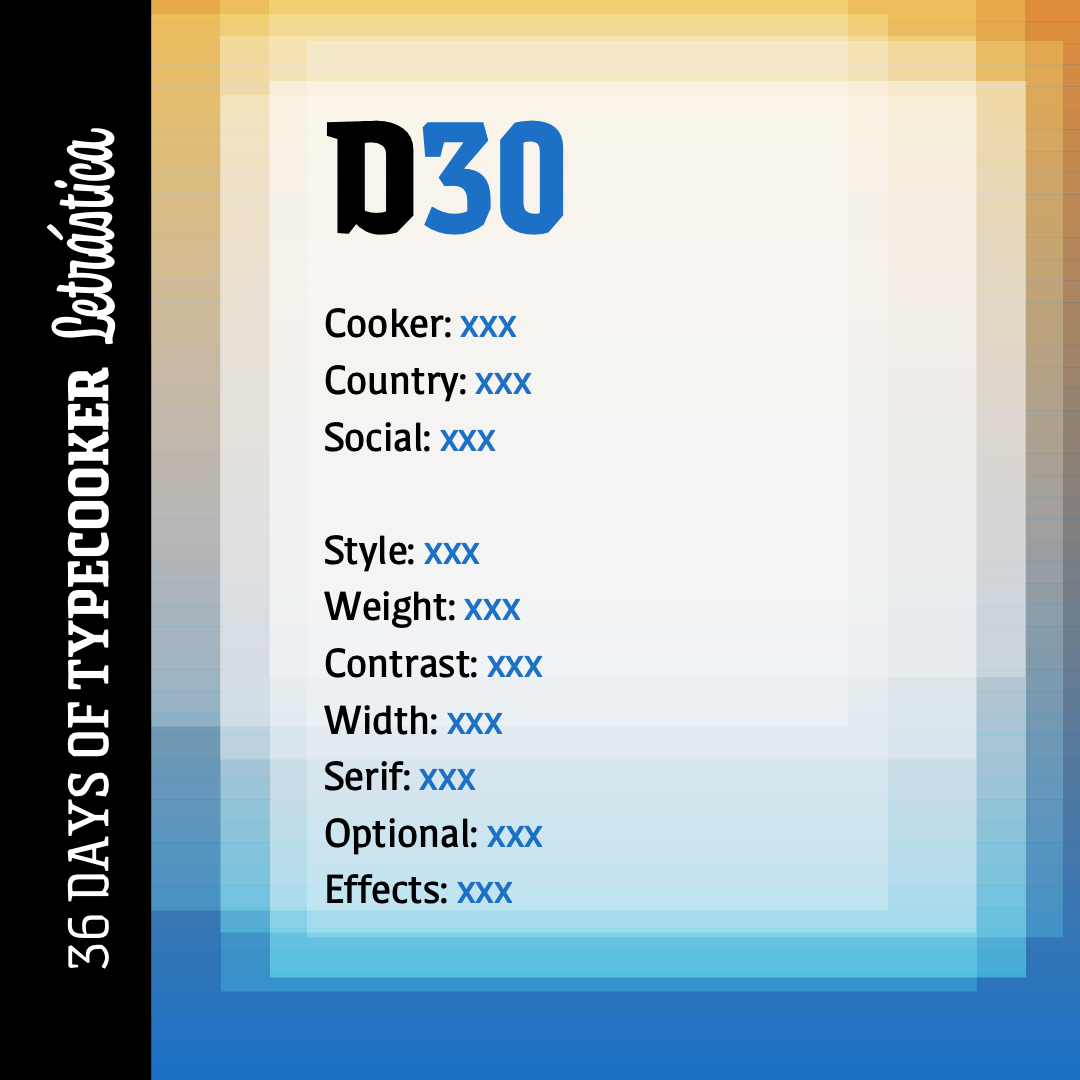 36 DAYS OF TYPECOOKER Letrástica
D30
Cooker: xxx
Country: xxx
Social: xxx
Style: xxx
Weight: xxx
Contrast: xxx
Width: xxx
Serif: xxx
Optional: xxx
Effects: xxx